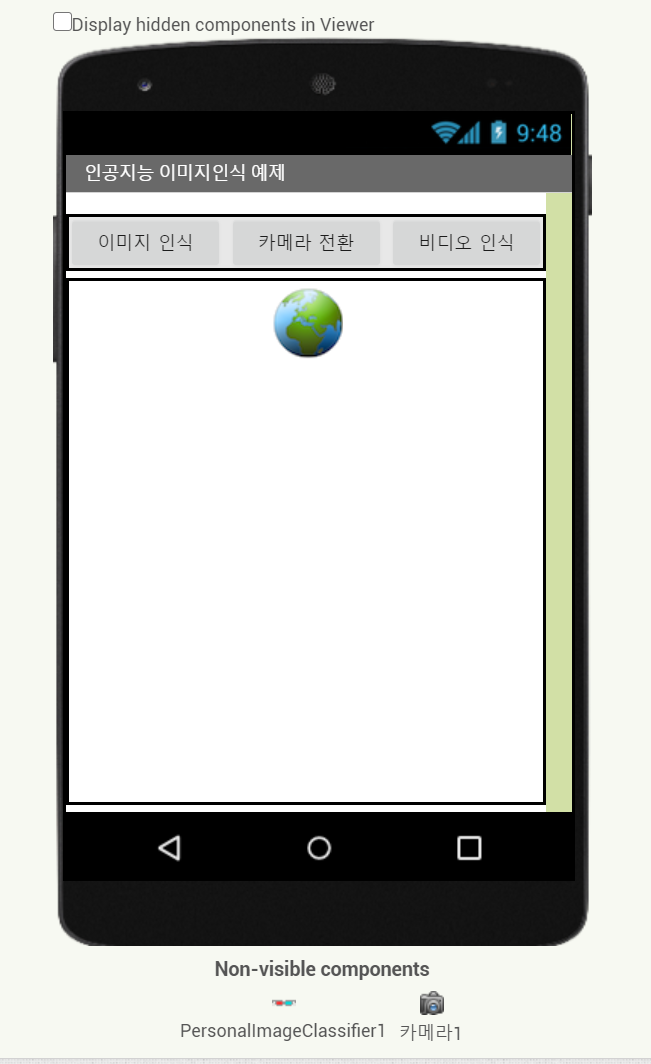 Display hidden components in Viewer
9:48
인공지능 이미지인식 예제
이미지 인식 카메라 전환 비디오 인식
Non-visible components
PersonalImageClassifier1 카메라1